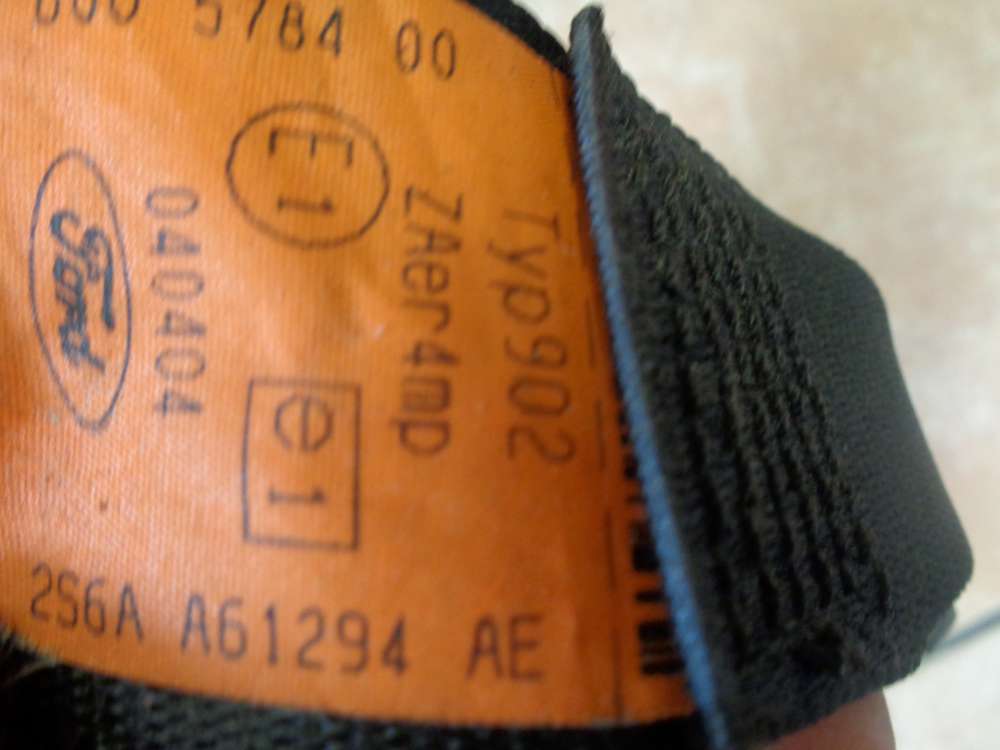 5784 00
Typ902
ZAer4mp
E1
e1
040404
Ford
2S6A A61294 AE